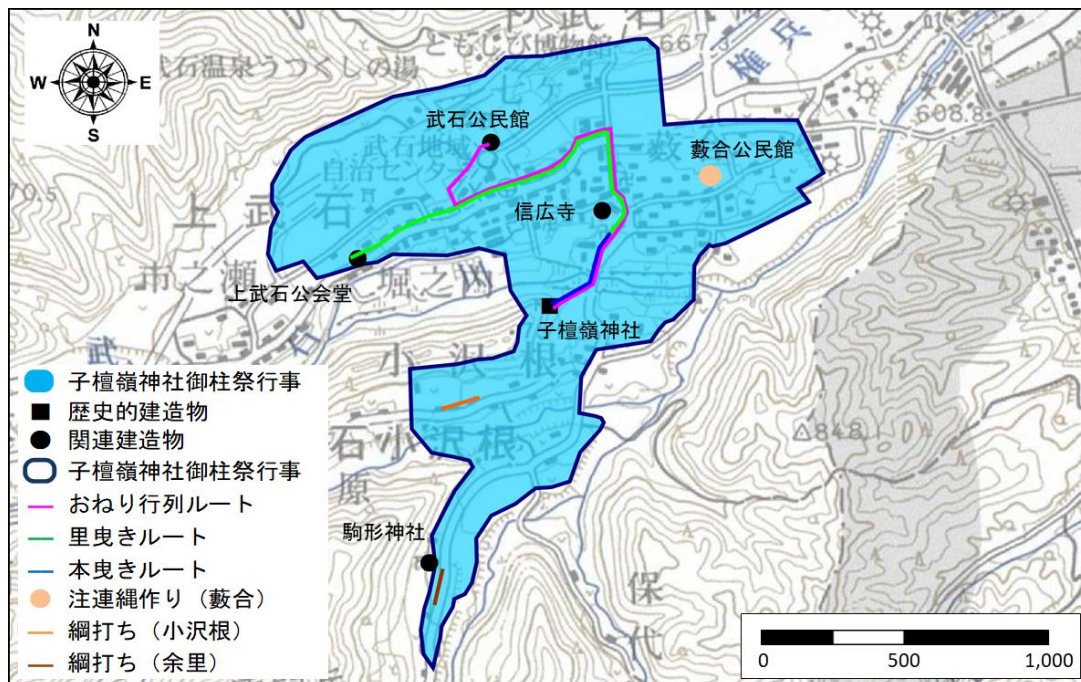 N
W
E
S
ともしび博物館
667.3
武石温泉うつくしの湯
権兵
武石公民館
608.8
藪合公民館
武石地域
自治セン
信広寺
上武石
市之瀬
上武石公会堂
堀之内
子檀嶺神社
小沢根
石小沢根
848
原
駒形神社
保代
子檀嶺神社御柱祭行事
歴史的建造物
関連建造物
子檀嶺神社御柱祭行事
おねり行列ルート
里曳きルート
本曳きルート
注連縄作り（藪合）
綱打ち（小沢根）
綱打ち（余里）
0
500
1,000